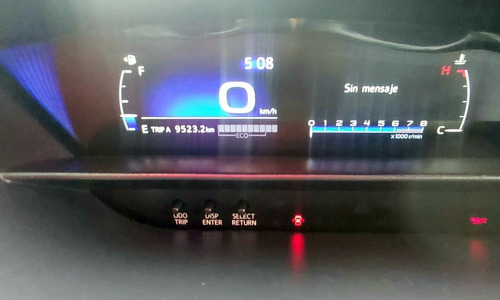 5:08
F
H
0
km/h
Sin mensaje
E TRIP A 9523.2 km
ECO
0 1 2 3 4 5 6 7 8
C
x1000 r/min
ODO TRIP
DISP ENTER
SELECT RETURN